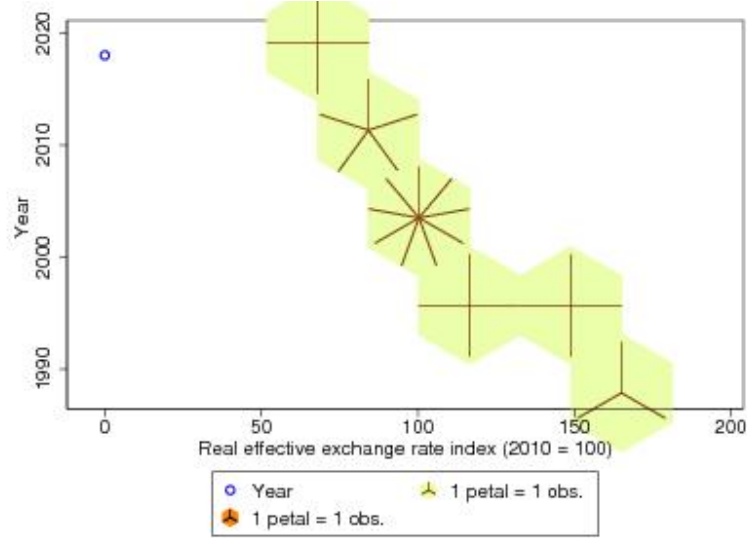 2020
2010
2000
1990
Year
0 50 100 150 200
Real effective exchange rate index (2010 = 100)
Year 1 petal = 1 obs.
1 petal = 1 obs.